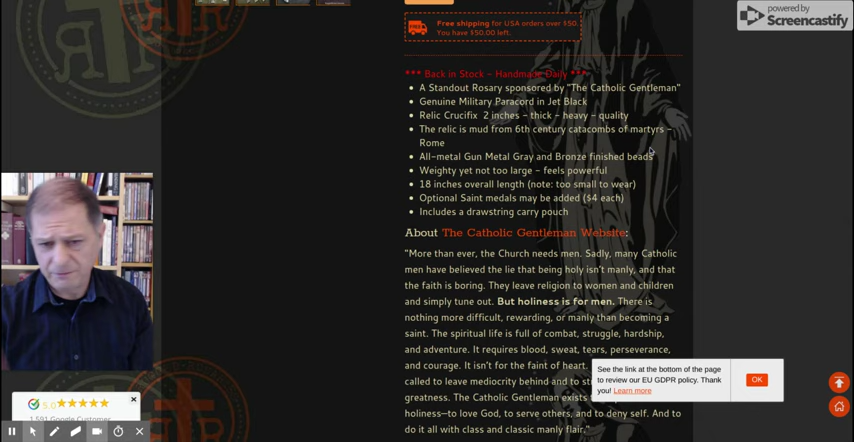 powered by
Screencastify
FREE
Free shipping for USA orders over $50.
You have $50.00 left.
*** Back in Stock - Handmade Daily ***
A Standout Rosary sponsored by "The Catholic Gentleman"
Genuine Military Paracord in Jet Black
Relic Crucifix 2 inches - thick - heavy - quality
The relic is mud from 6th century catacombs of martyrs -
Rome
All-metal Gun Metal Gray and Bronze finished beads
Weighty yet not too large - feels powerful
18 inches overall length (note: too small to wear)
Optional Saint medals may be added ($4 each)
Includes a drawstring carry pouch
About The Catholic Gentleman Website:
"More than ever, the Church needs men. Sadly, many Catholic
men have believed the lie that being holy isn't manly, and that
the faith is boring. They leave religion to women and children
and simply tune out. But holiness is for men. There is
nothing more difficult, rewarding, or manly than becoming a
saint. The spiritual life is full of combat, struggle, hardship,
and adventure. It requires blood, sweat, tears, perseverance,
and courage. It isn't for the faint of heart.
called to leave mediocrity behind and to
greatness. The Catholic Gentleman exists
holiness—to love God, to serve others, and to deny self. And to
do it all with class and classic manly flair."
See the link at the bottom of the page
to review our EU GDPR policy. Thank
you! Learn more
OK
5.0
1,591 Google Customer